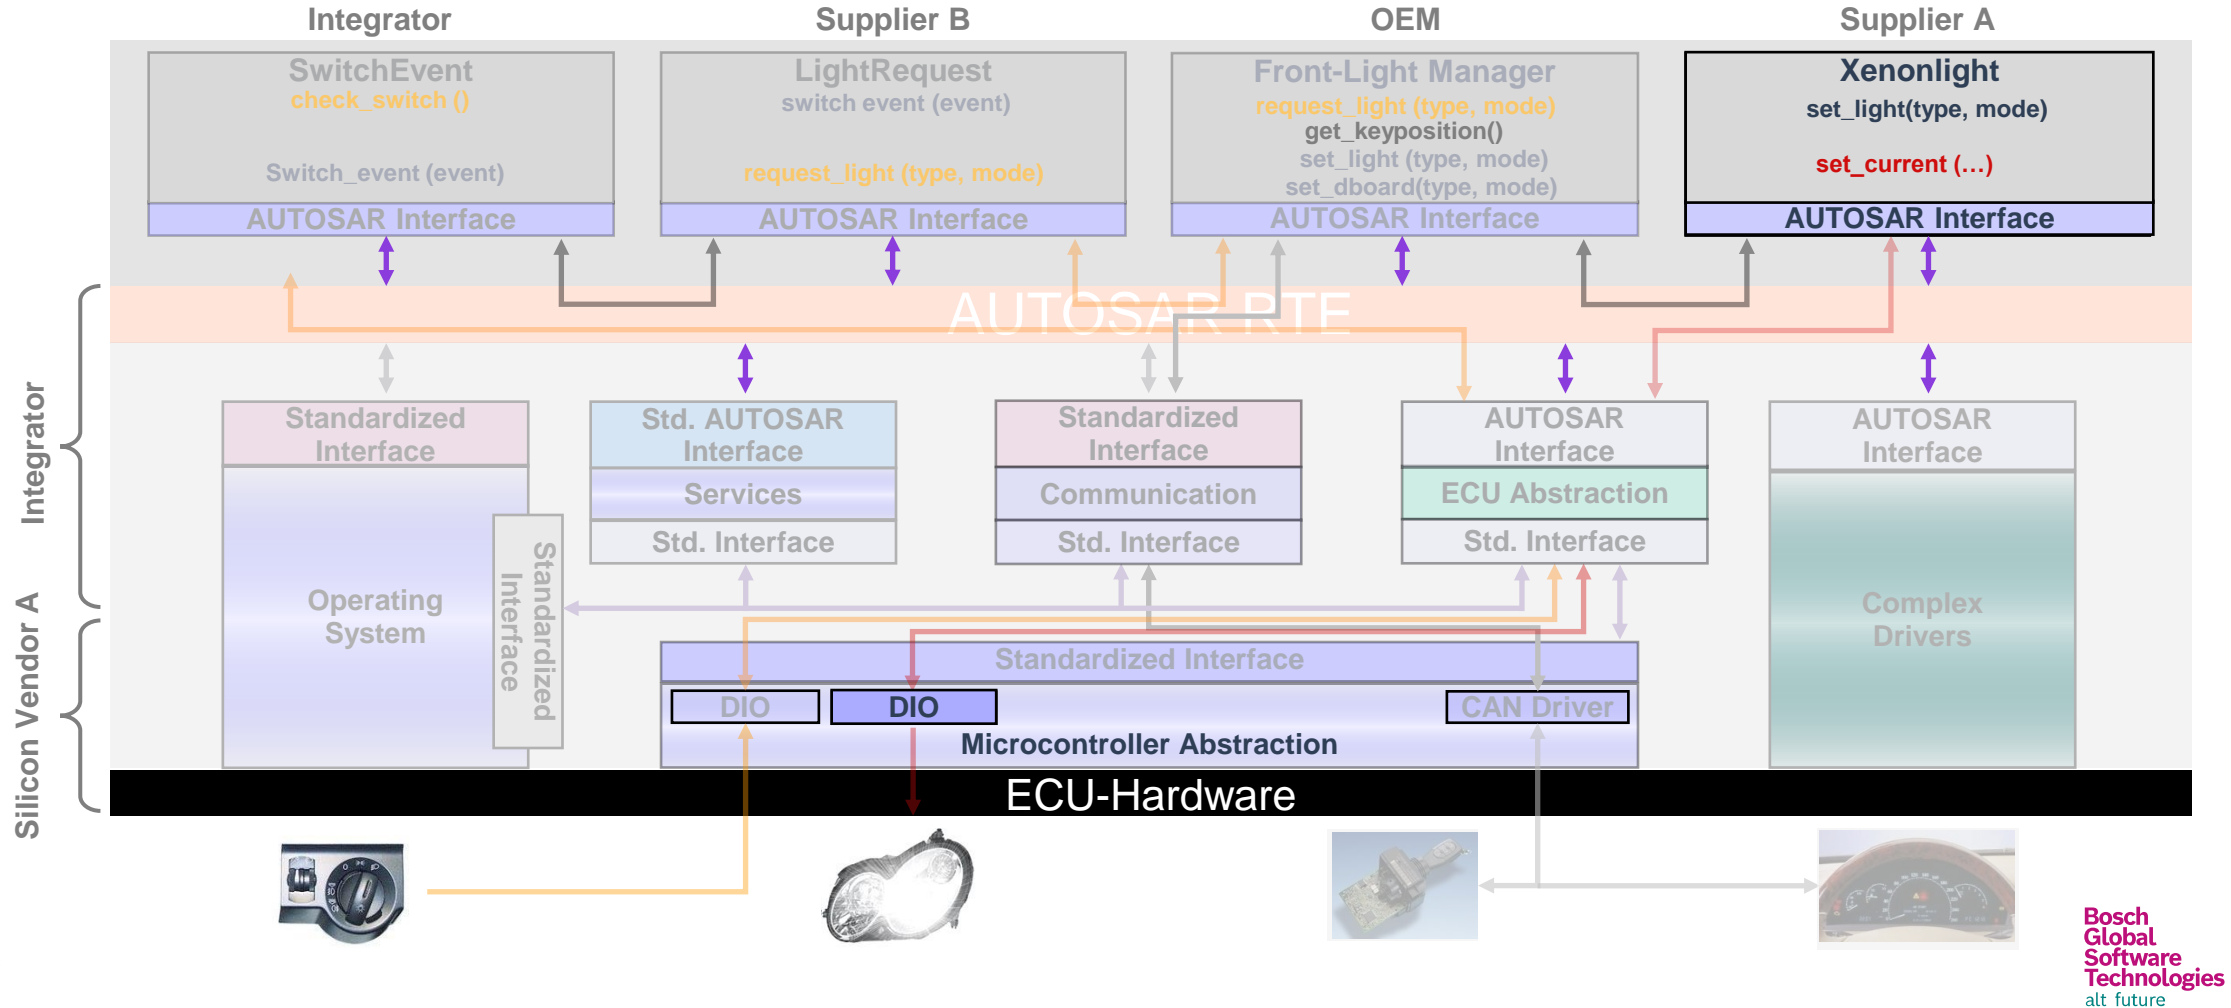 Integrator
Supplier B
OEM
Supplier A
SwitchEvent
check_switch ()
Switch_event (event)
AUTOSAR Interface
LightRequest
switch event (event)
request_light (type, mode)
AUTOSAR Interface
Front-Light Manager
request_light (type, mode)
get_keyposition()
set_light (type, mode)
set_dboard(type, mode)
AUTOSAR Interface
Xenonlight
set_light(type, mode)
set_current (…)
AUTOSAR Interface
AUTOSAR RTE
Integrator
Silicon Vendor A
Standardized
Interface
Operating
System
Standardized
Interface
Std. AUTOSAR
Interface
Services
Std. Interface
Standardized
Interface
Communication
Std. Interface
AUTOSAR
Interface
ECU Abstraction
Std. Interface
AUTOSAR
Interface
Complex
Drivers
Standardized Interface
DIO
DIO
CAN Driver
Microcontroller Abstraction
ECU-Hardware
Bosch
Global
Software
Technologies
alt_future